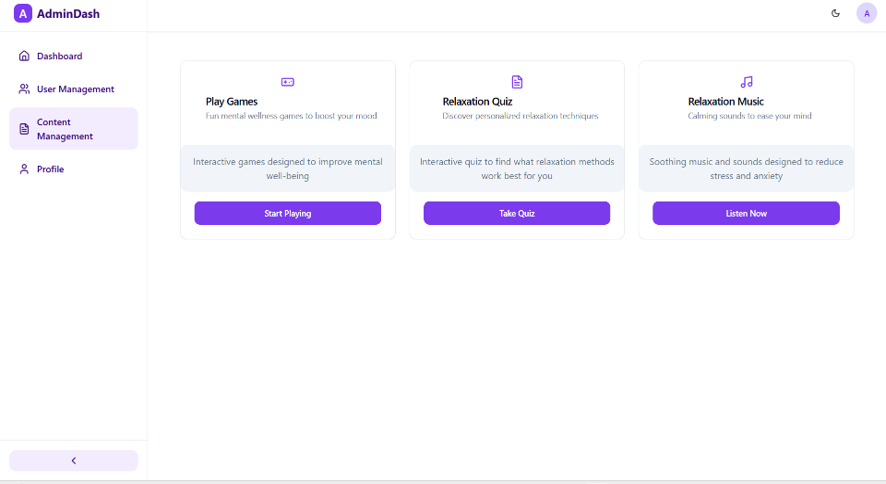 A AdminDash
A
Dashboard
User Management
Content
Management
Profile
Play Games
Fun mental wellness games to boost your mood
Interactive games designed to improve mental
well-being
Start Playing
Relaxation Quiz
Discover personalized relaxation techniques
Interactive quiz to find what relaxation methods
work best for you
Take Quiz
Relaxation Music
Calming sounds to ease your mind
Soothing music and sounds designed to reduce
stress and anxiety
Listen Now